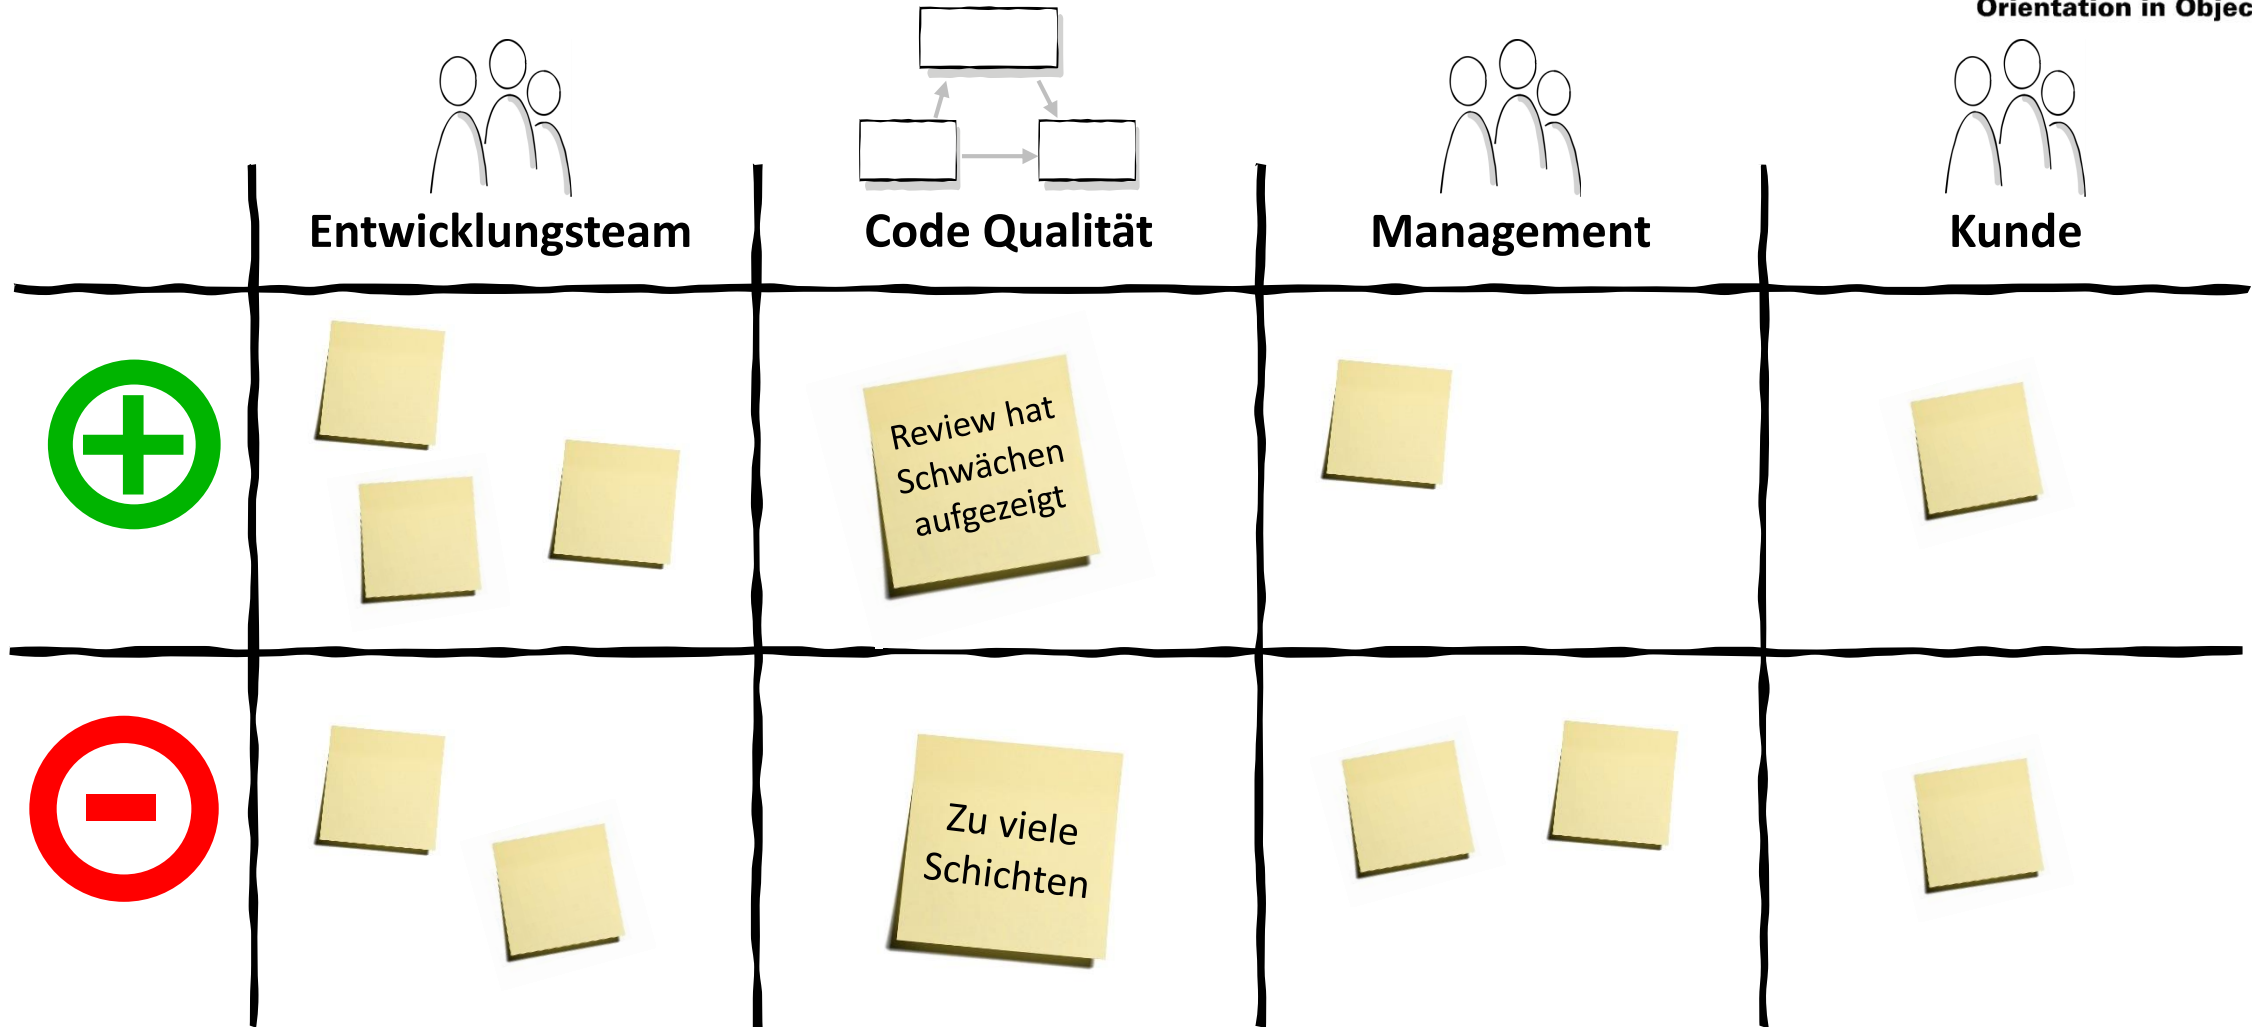 Orientation in Objec
Entwicklungsteam
Code Qualität
Management
Kunde
Review hat
Schwächen
aufgezeigt
Zu viele
Schichten